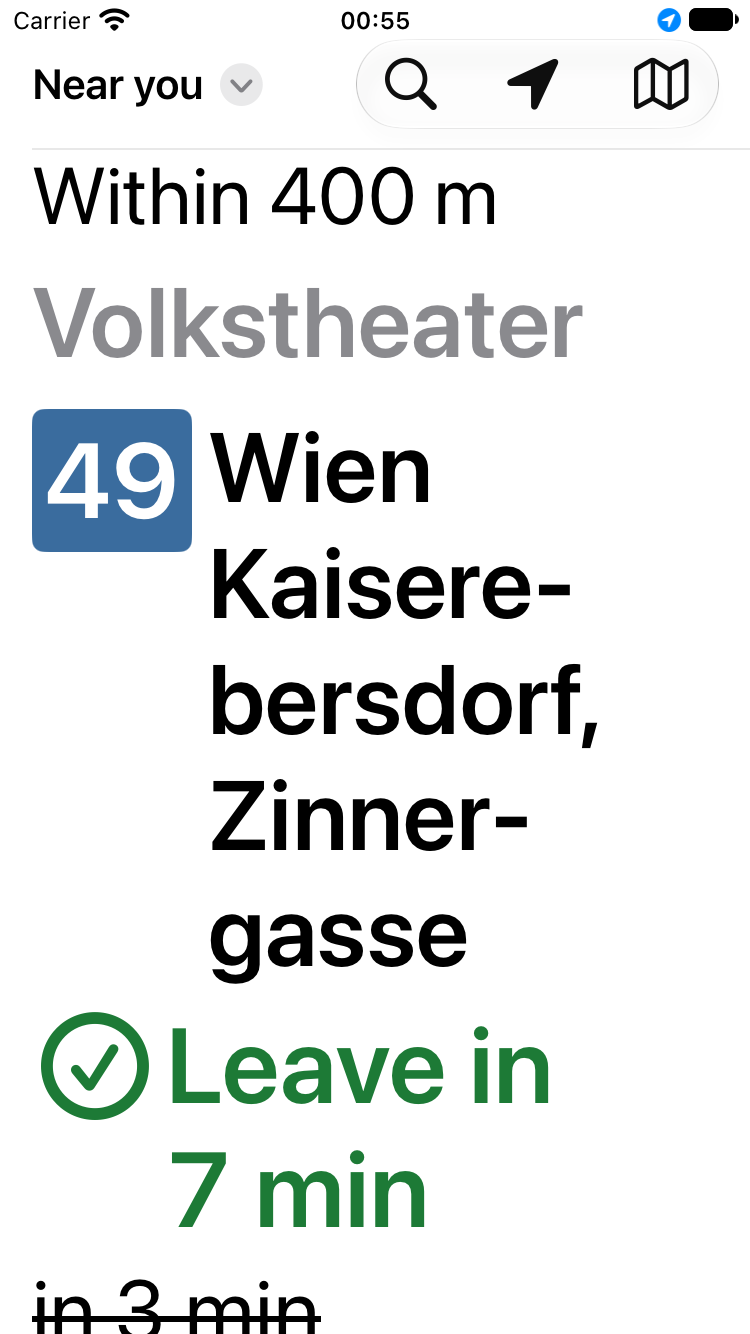 Carrier 00:55
Near you
Within 400 m
Volkstheater
49 Wien
Kaisere-
bersdorf,
Zinner-
gasse
Leave in
7 min
in 3 min